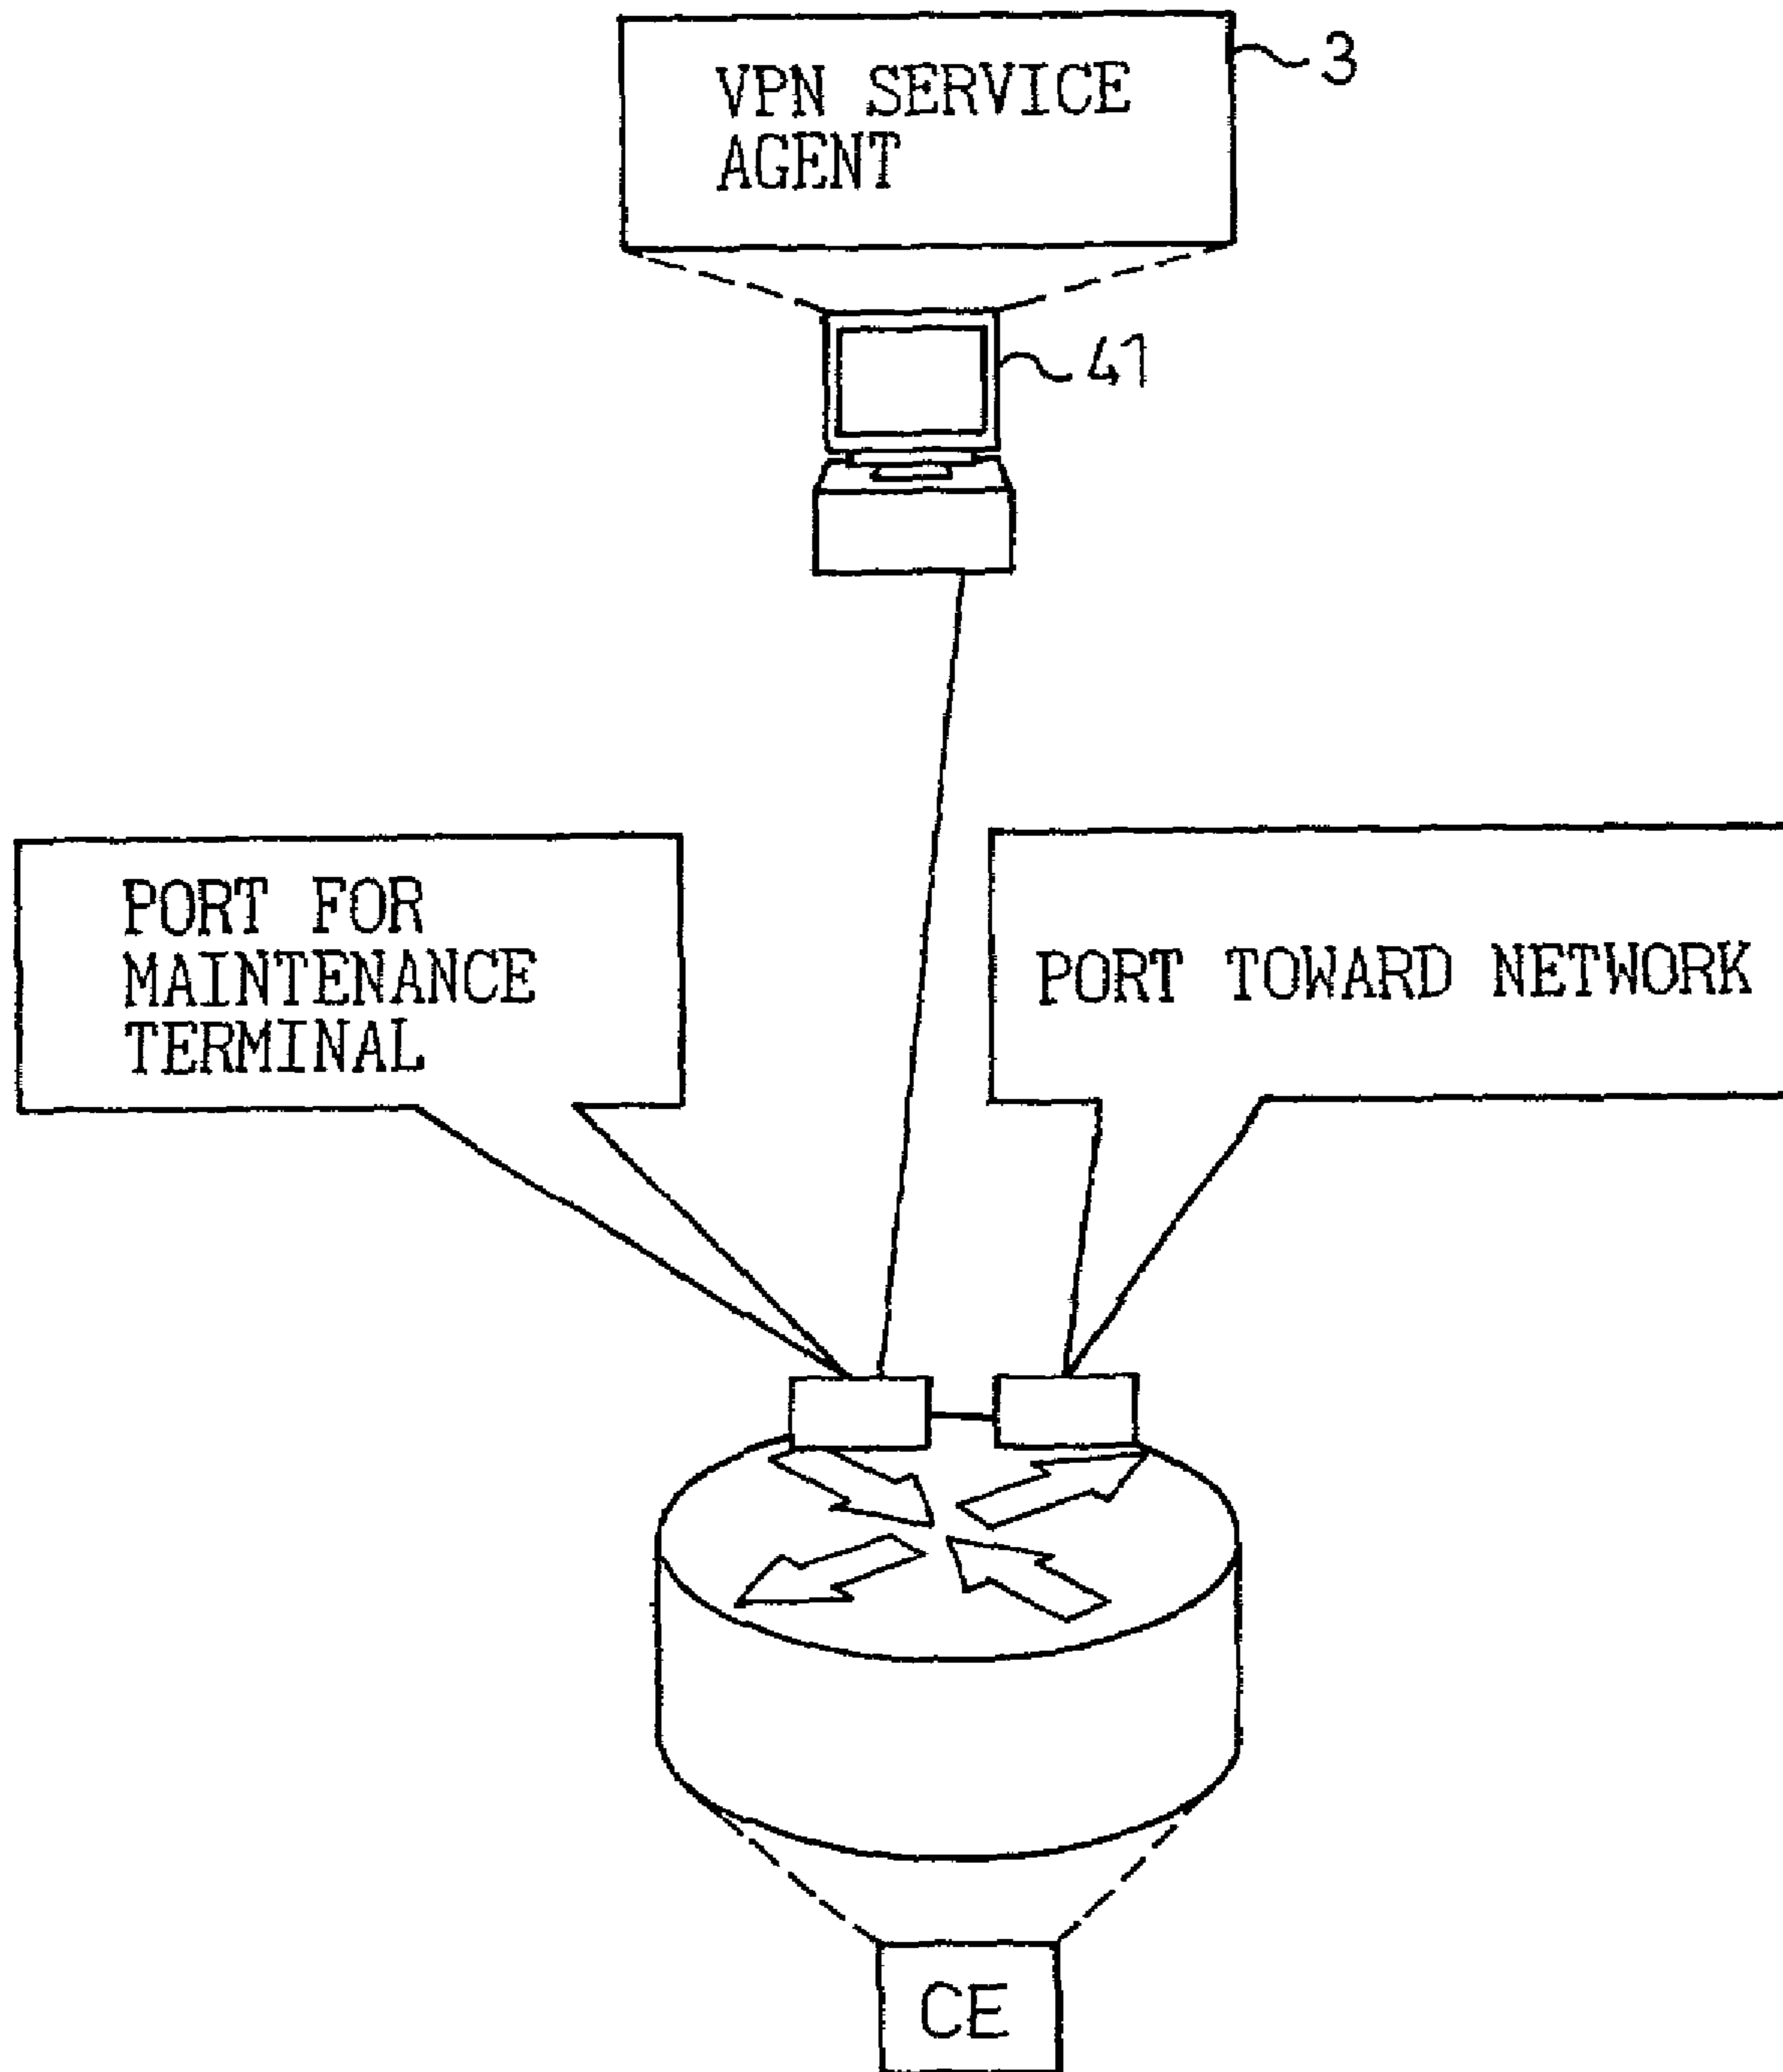 VPN SERVICE
AGENT
3
41
PORT FOR
MAINTENANCE
TERMINAL
PORT TOWARD NETWORK
CE